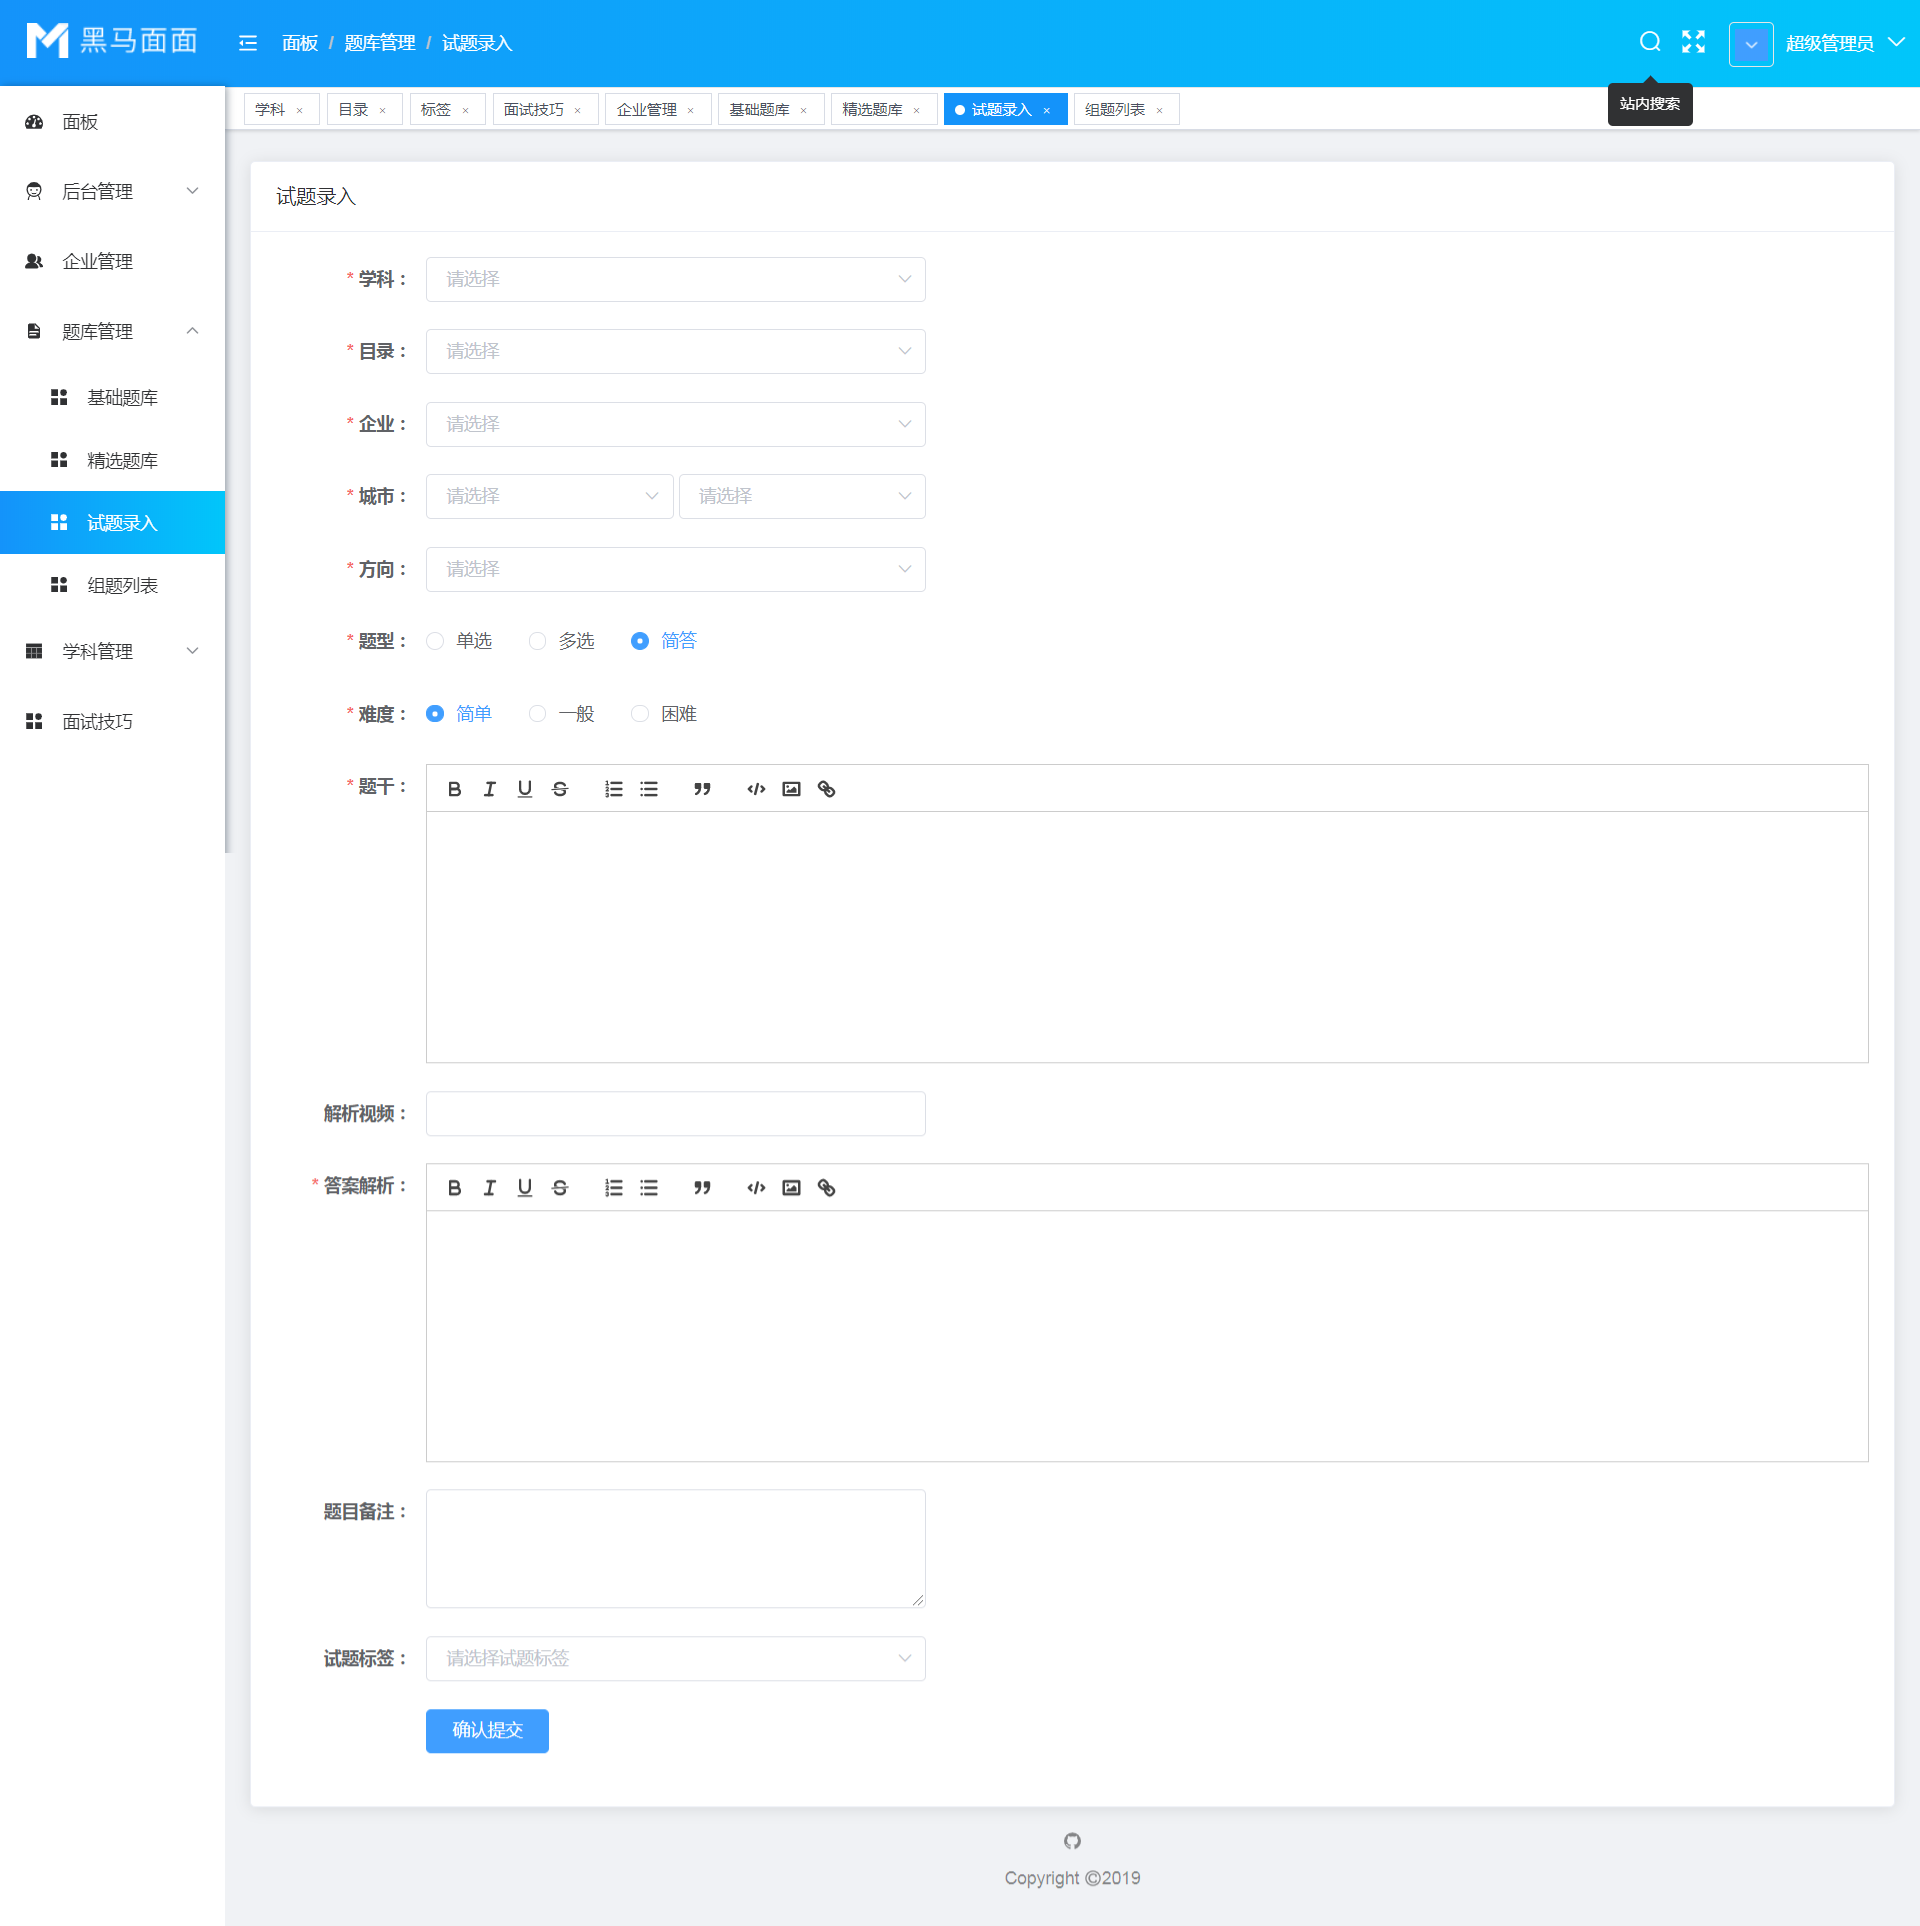 黑马面面
面板 / 题库管理 / 试题录入
超级管理员
站内搜索
学科 ×
目录 ×
标签 ×
面试技巧 ×
企业管理 ×
基础题库 ×
精选题库 ×
试题录入 ×
组题列表 ×
面板
后台管理
企业管理
题库管理
基础题库
精选题库
试题录入
组题列表
学科管理
面试技巧
试题录入
* 学科： 请选择
* 目录： 请选择
* 企业： 请选择
* 城市： 请选择 请选择
* 方向： 请选择
* 题型： 单选 多选 简答
* 难度： 简单 一般 困难
* 题干：
解析视频：
* 答案解析：
题目备注：
试题标签： 请选择试题标签
确认提交
Copyright ©2019